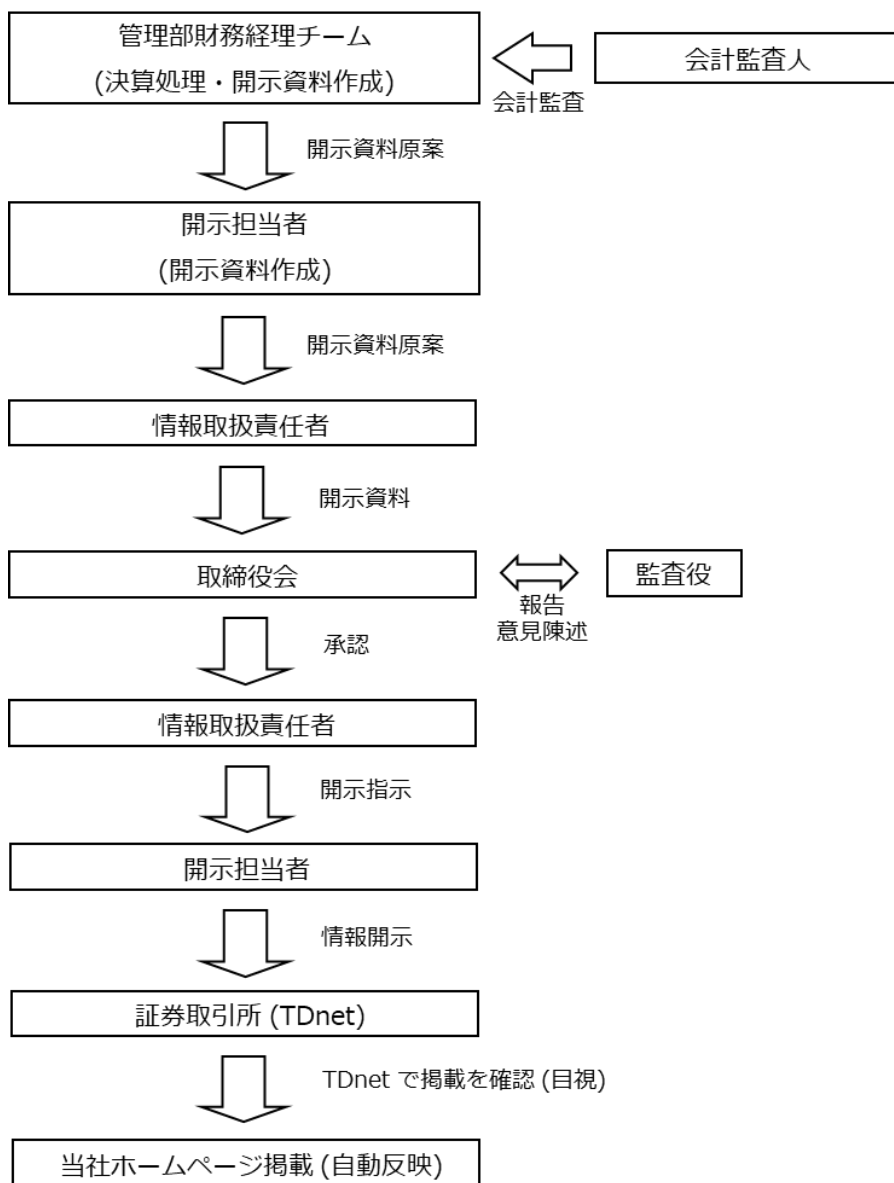 管理部財務経理チーム
(決算処理・開示資料作成)
会計監査人
会計監査
開示資料原案
開示担当者
(開示資料作成)
開示資料原案
情報取扱責任者
開示資料
取締役会
監査役
報告
意見陳述
承認
情報取扱責任者
開示指示
開示担当者
情報開示
証券取引所 (TDnet)
TDnet で掲載を確認 (目視)
当社ホームページ掲載 (自動反映)